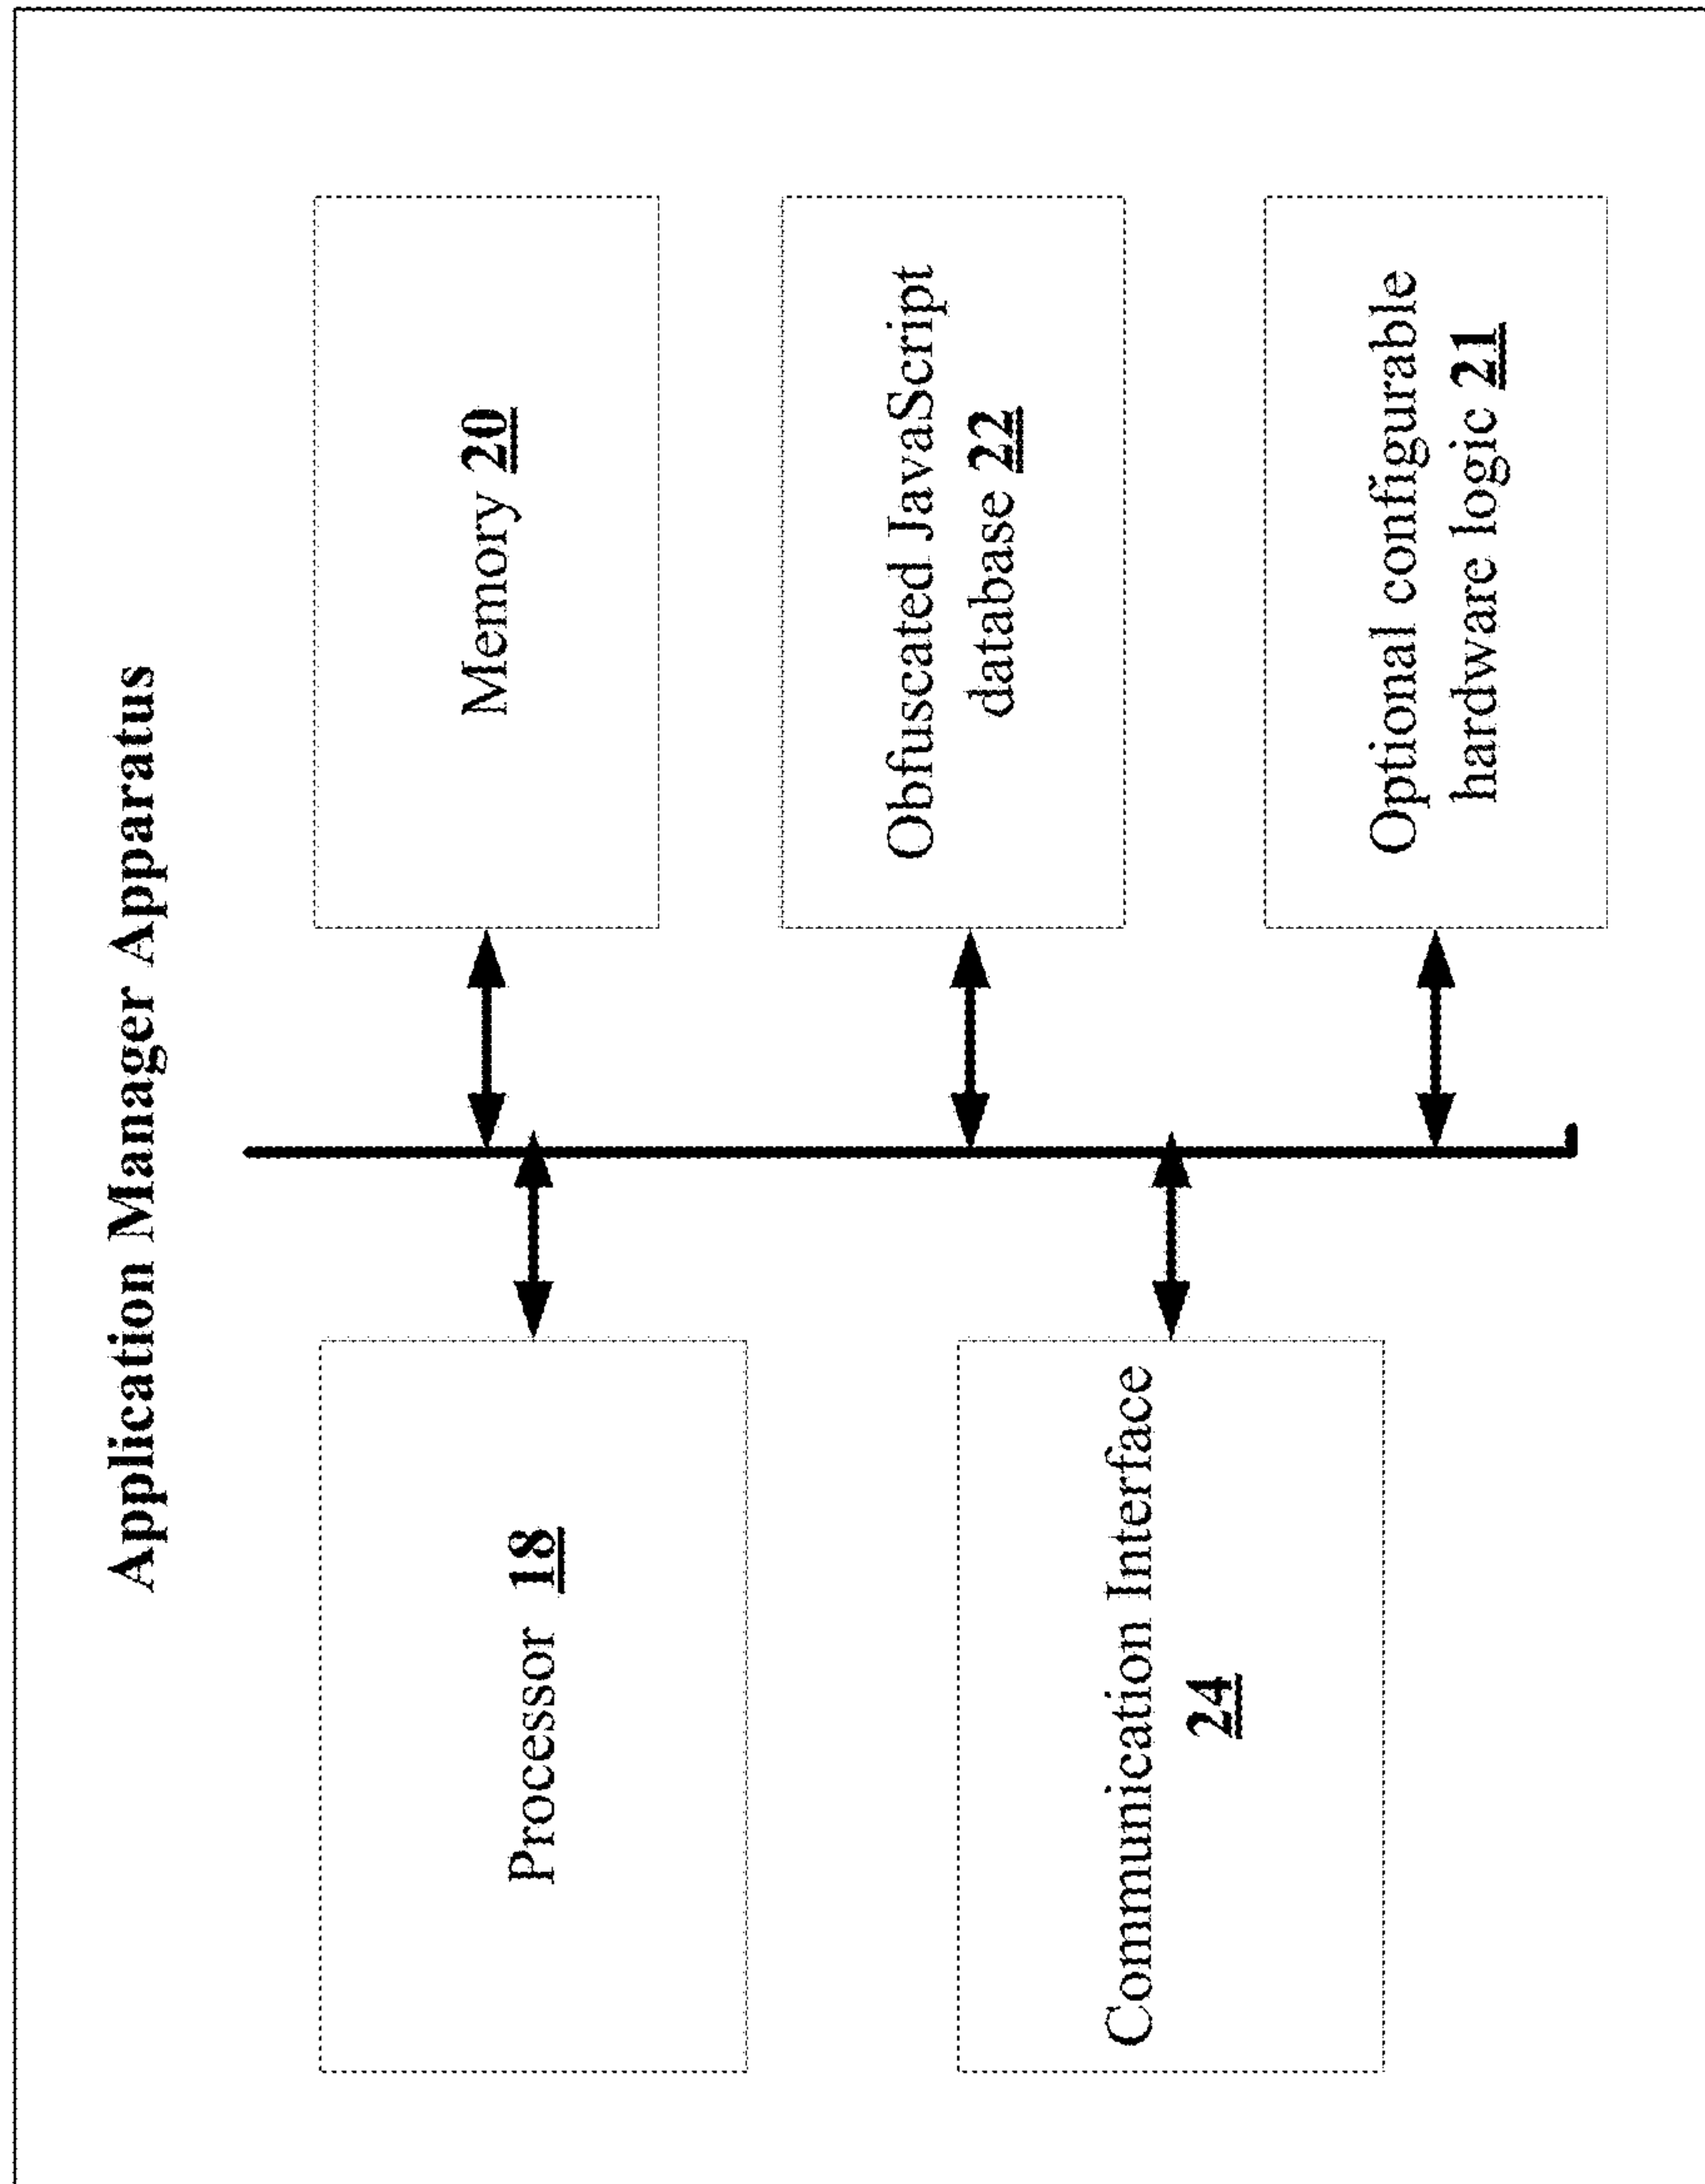 Application Manager Apparatus
Processor 18
Communication Interface
24
Memory 20
Obfuscated JavaScript
database 22
Optional configurable
hardware logic 21